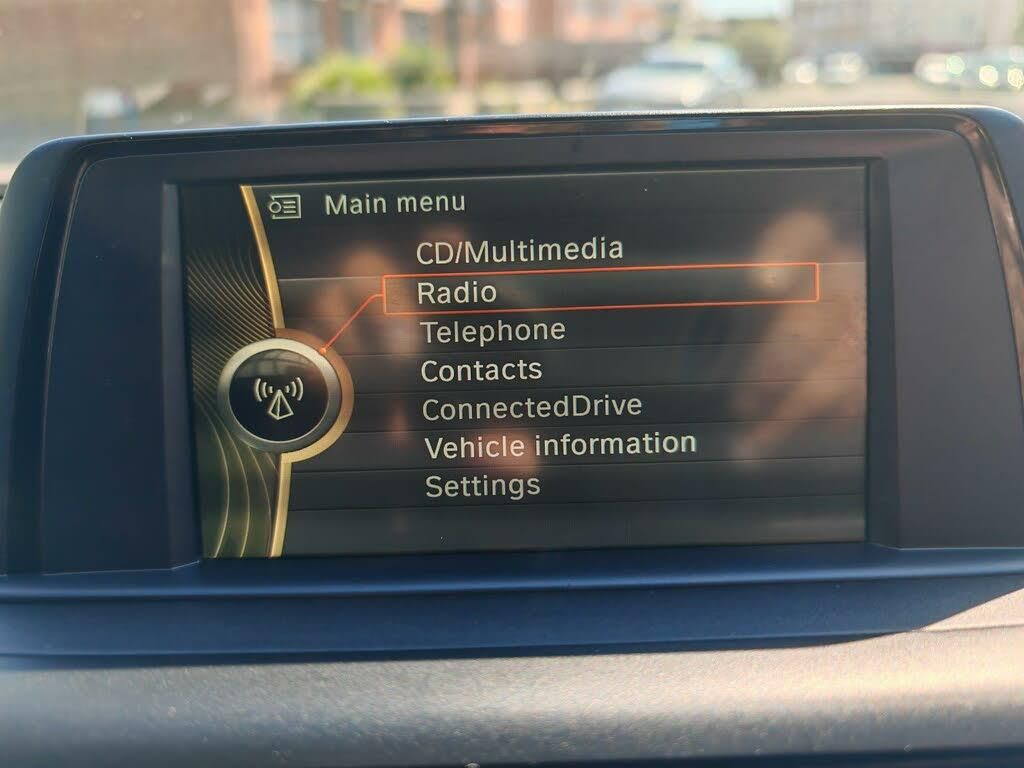 Main menu
CD/Multimedia
Radio
Telephone
Contacts
ConnectedDrive
Vehicle information
Settings